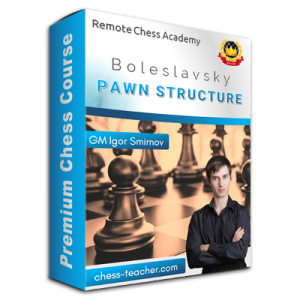 Remote Chess Academy
Boleslavsky
PAWN STRUCTURE
GM Igor Smirnov
chess-teacher.com
Premium Chess Course